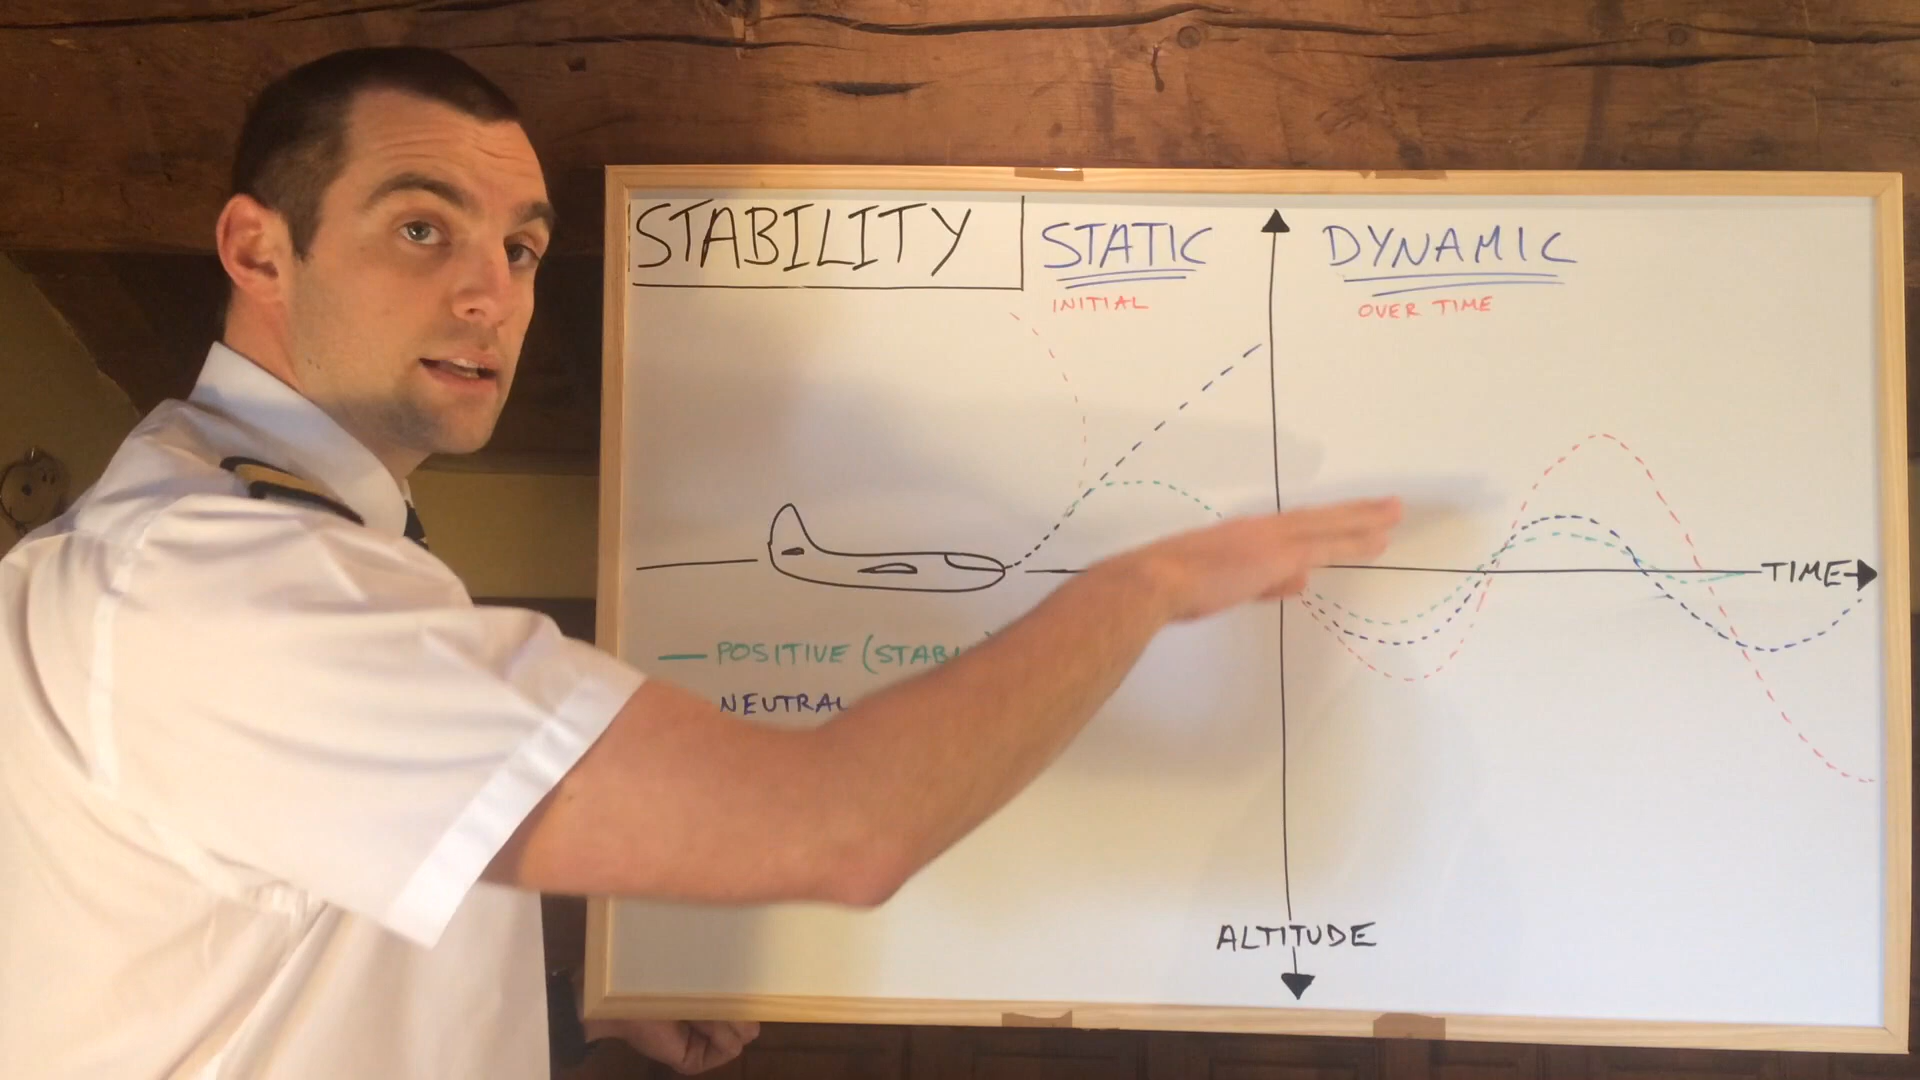 STABILITY
STATIC
INITIAL
DYNAMIC
OVER TIME
TIME
POSITIVE (STAB
NEUTRAL
ALTITUDE